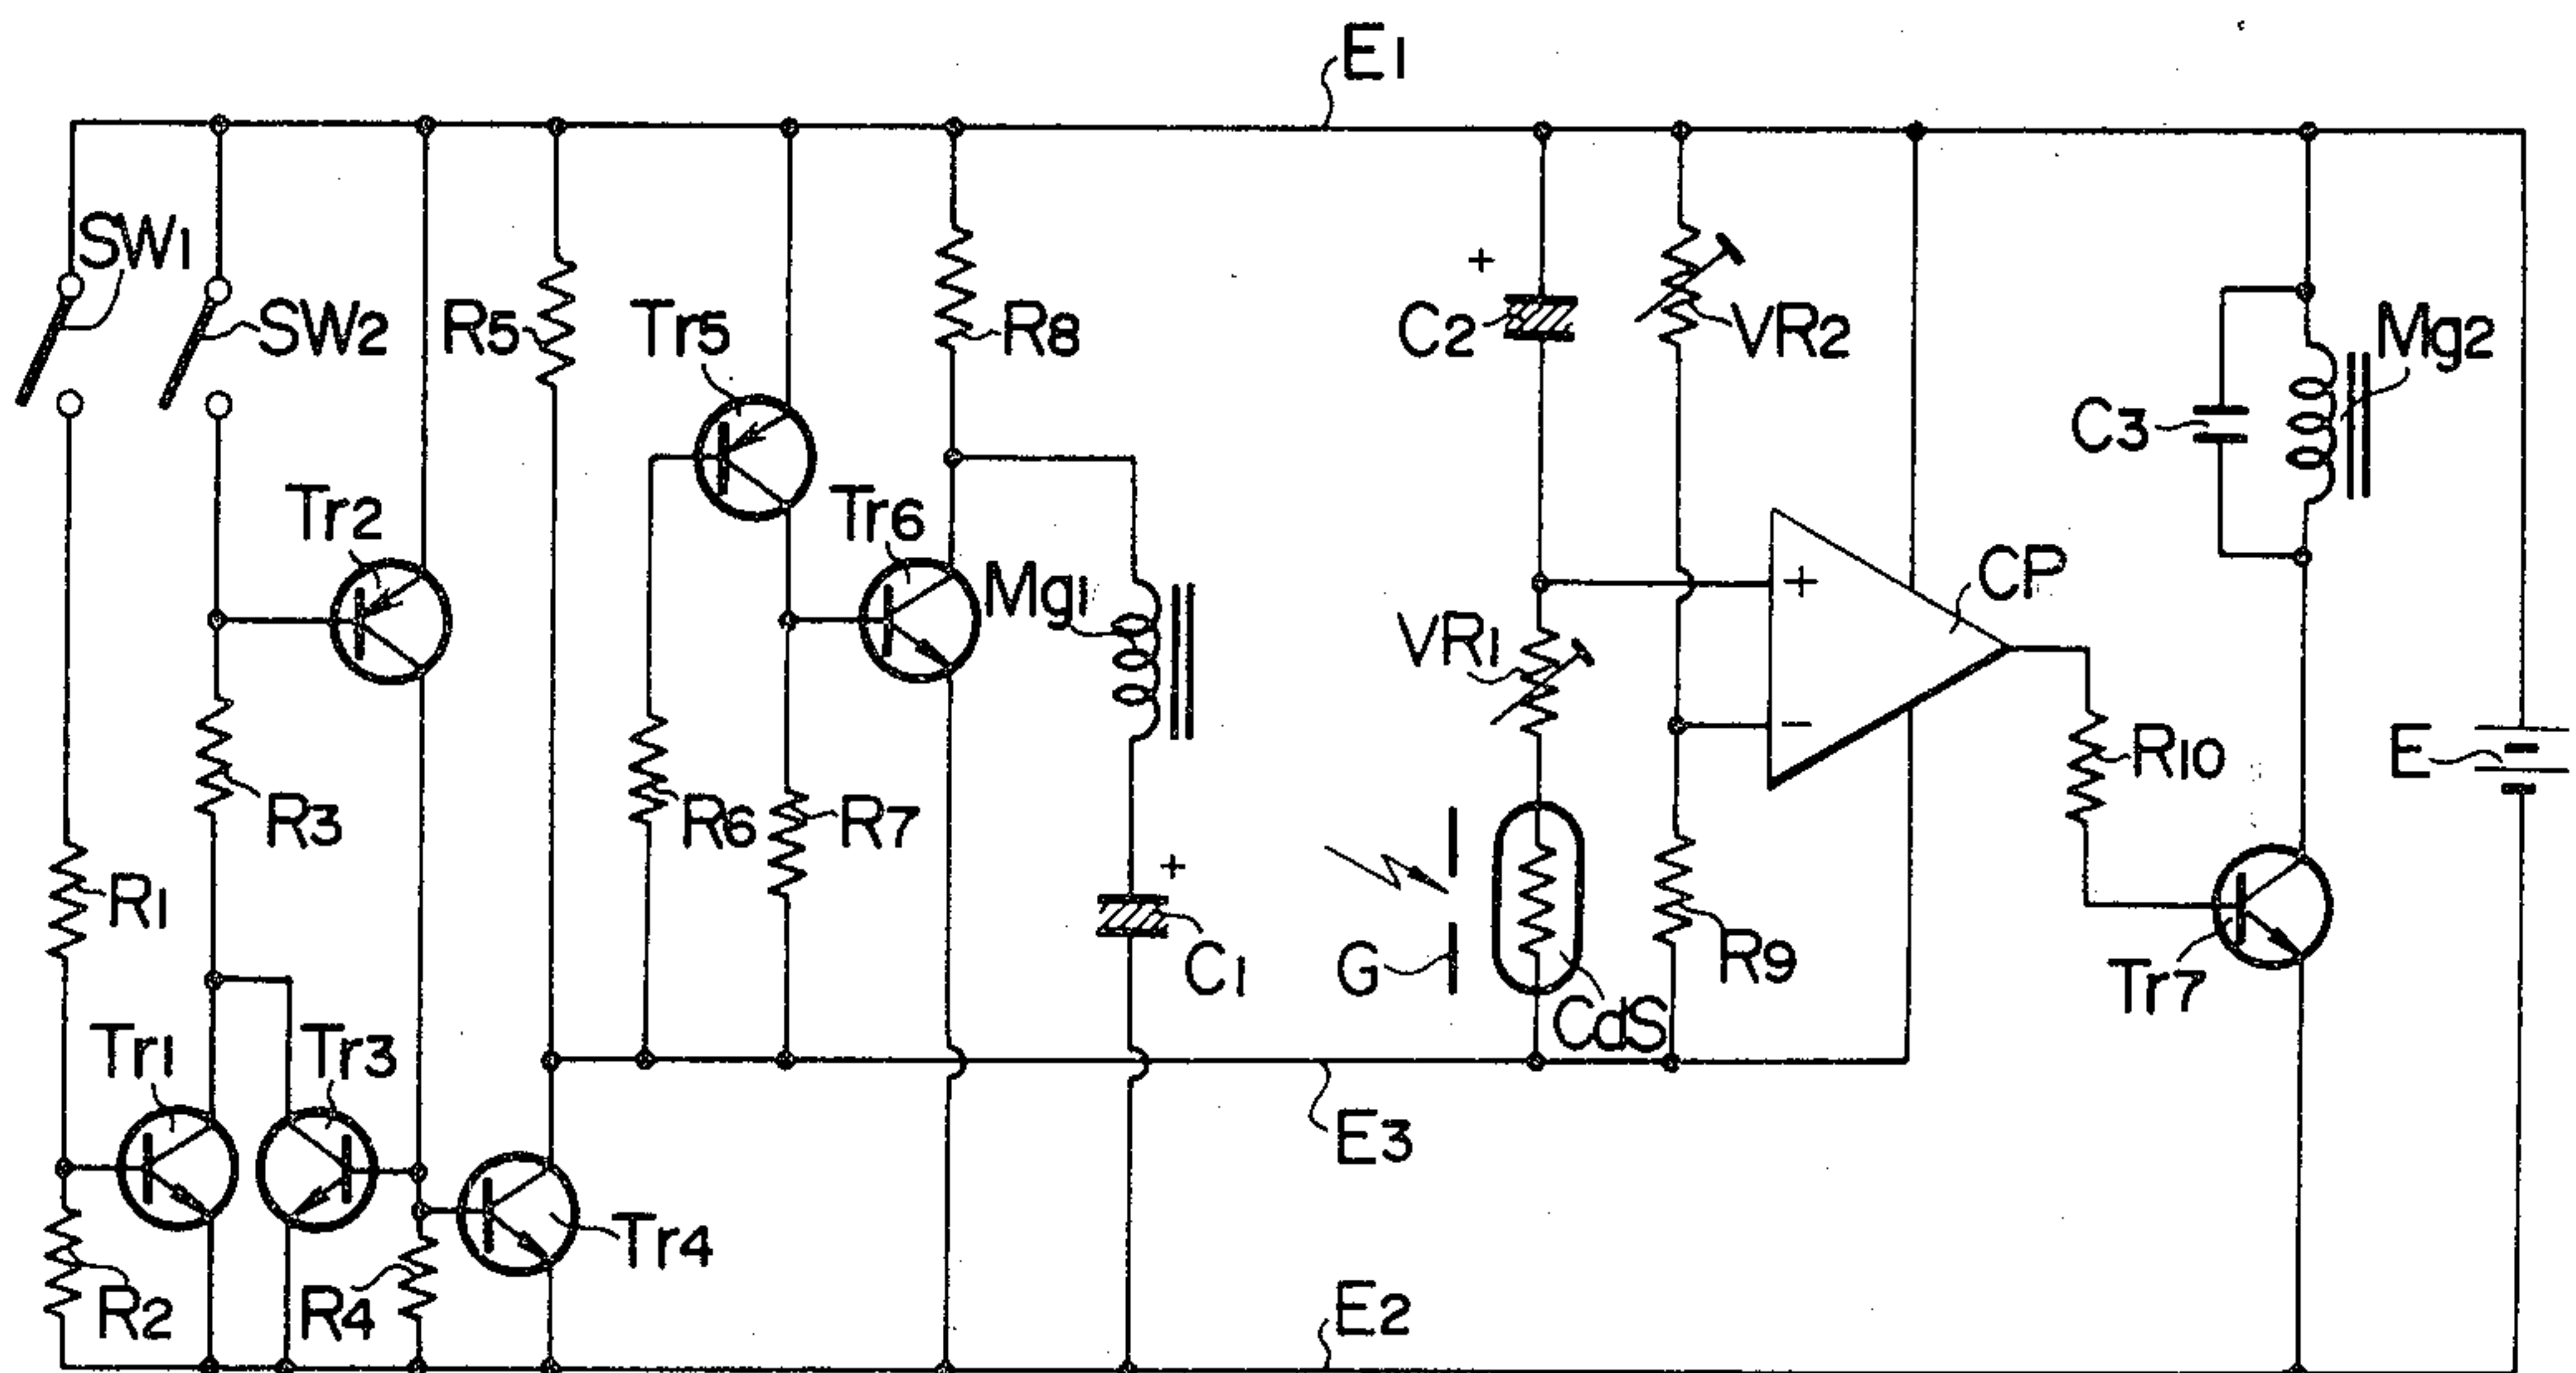 E1
SW1
SW2
R5
Tr5
R8
+
C2
VR2
Mg2
C3
Tr2
Tr6
Mg1
+
CP
VR1
−
R3
R6
R7
R10
E
R1
+
C1
G
CdS
R9
Tr7
Tr1
Tr3
E3
Tr4
R2
R4
E2